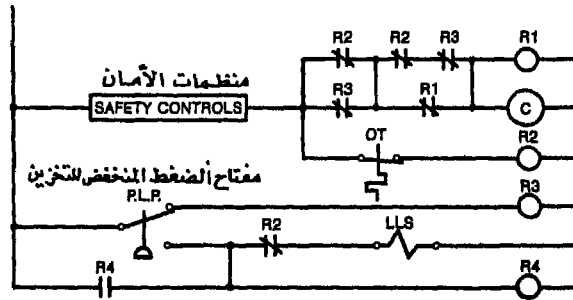 R1
R2 R2 R3
منظمات الأمان
SAFETY CONTROLS
R3 R1 C
OT R2
مفتاح الضغط المنخفض للتخزين
P.L.P. R3
R2 LLS
R4 R4